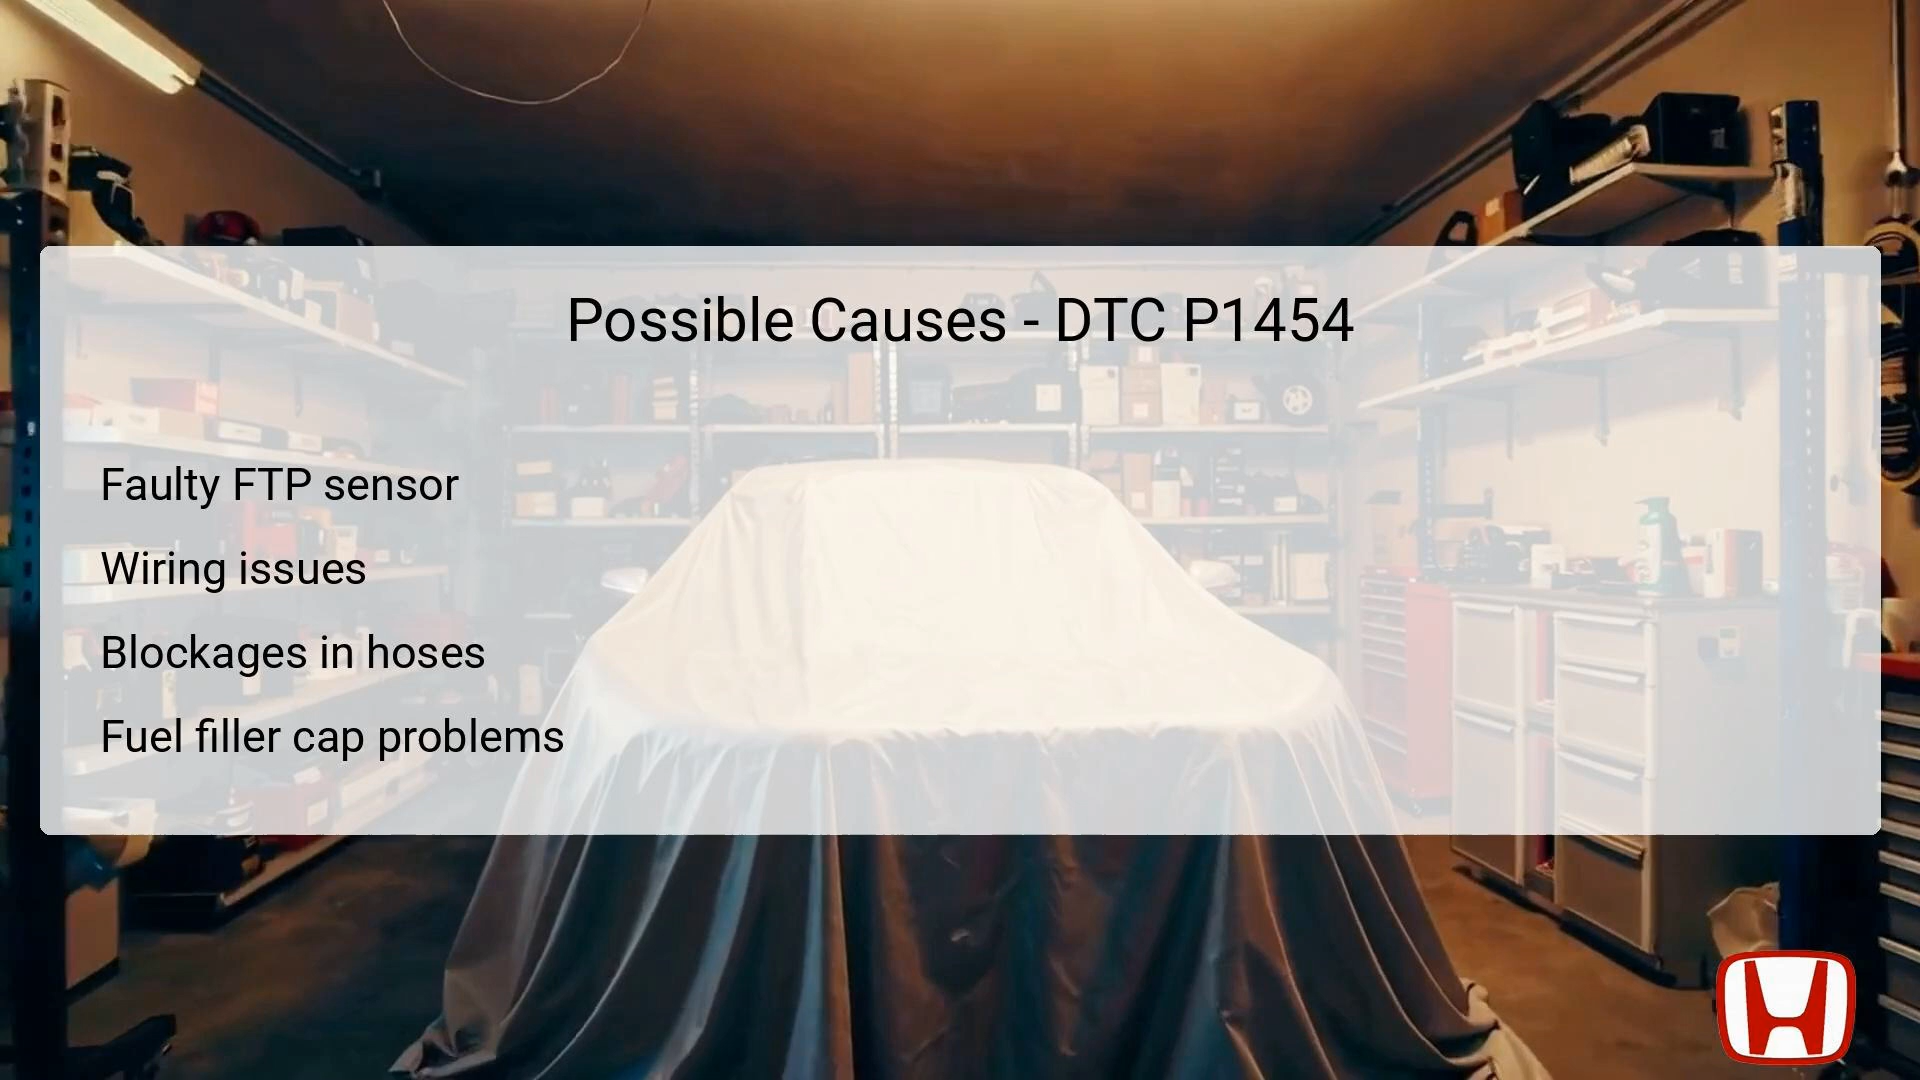 Possible Causes - DTC P1454
Faulty FTP sensor
Wiring issues
Blockages in hoses
Fuel filler cap problems